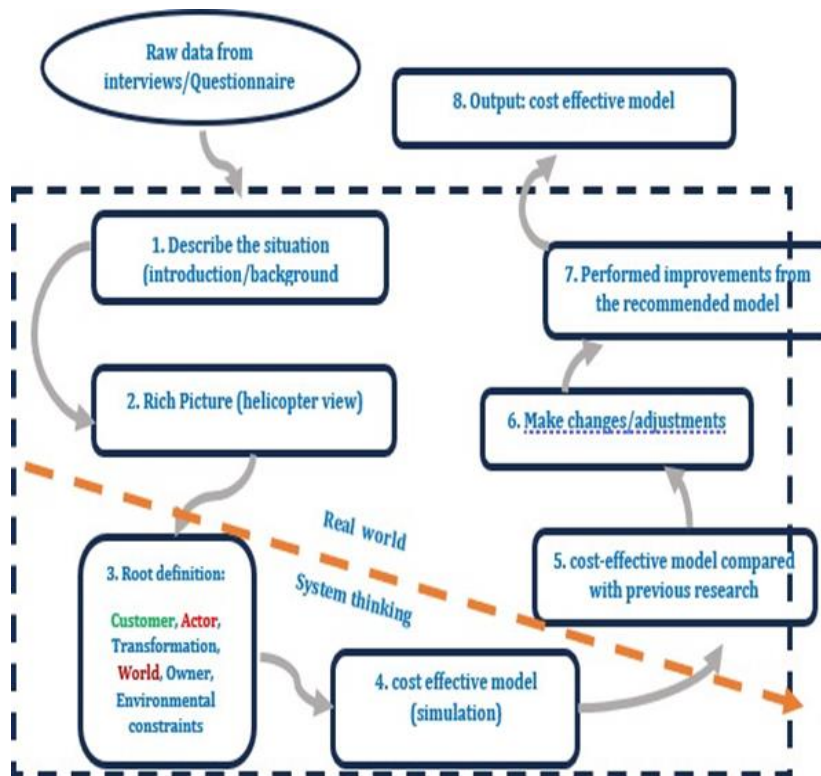 Raw data from
interviews/Questionnaire
8. Output: cost effective model
1. Describe the situation
(introduction/background
7. Performed improvements from
the recommended model
2. Rich Picture (helicopter view)
6. Make changes/adjustments
Real world
System thinking
3. Root definition:
Customer, Actor,
Transformation,
World, Owner,
Environmental
constraints
5. cost-effective model compared
with previous research
4. cost effective model
(simulation)